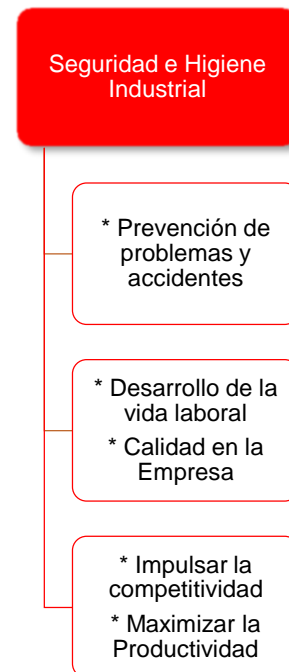 Seguridad e Higiene
Industrial
* Prevención de
problemas y
accidentes
* Desarrollo de la
vida laboral
* Calidad en la
Empresa
* Impulsar la
competitividad
* Maximizar la
Productividad